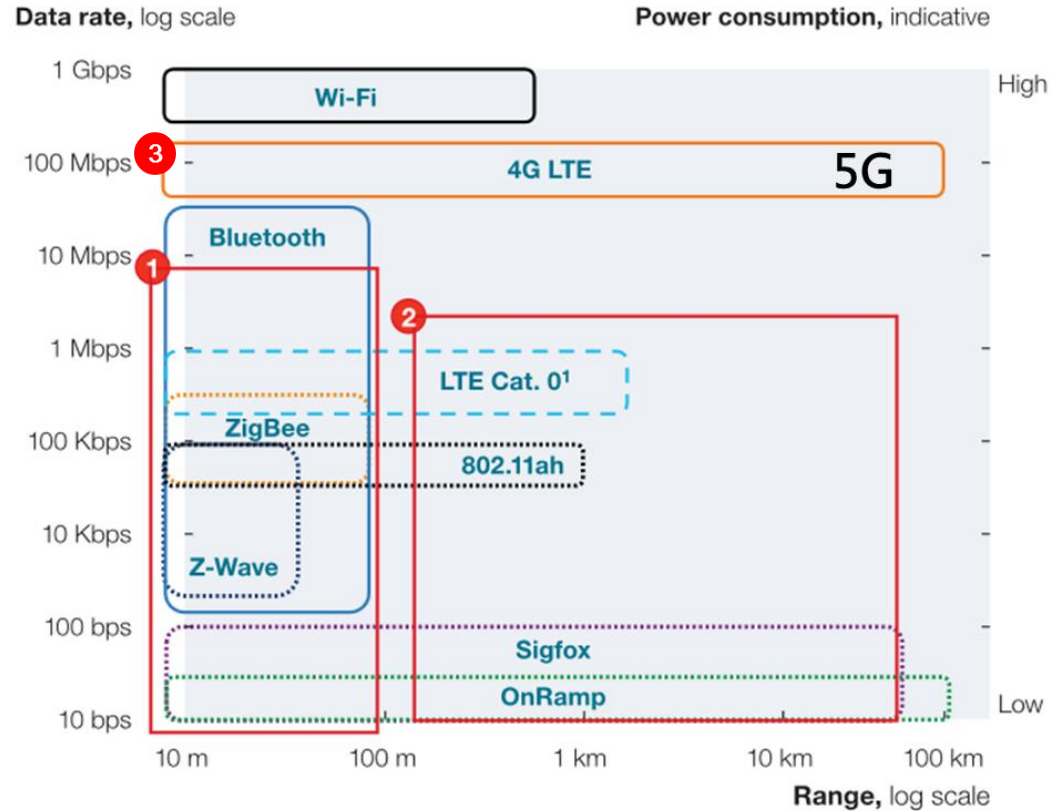 Data rate, log scale
Power consumption, indicative
1 Gbps
High
Wi-Fi
3
100 Mbps
4G LTE
5G
Bluetooth
10 Mbps
1
2
1 Mbps
LTE Cat. 0¹
ZigBee
100 Kbps
802.11ah
10 Kbps
Z-Wave
100 bps
Sigfox
OnRamp
10 bps
Low
10 m 100 m 1 km 10 km 100 km
Range, log scale